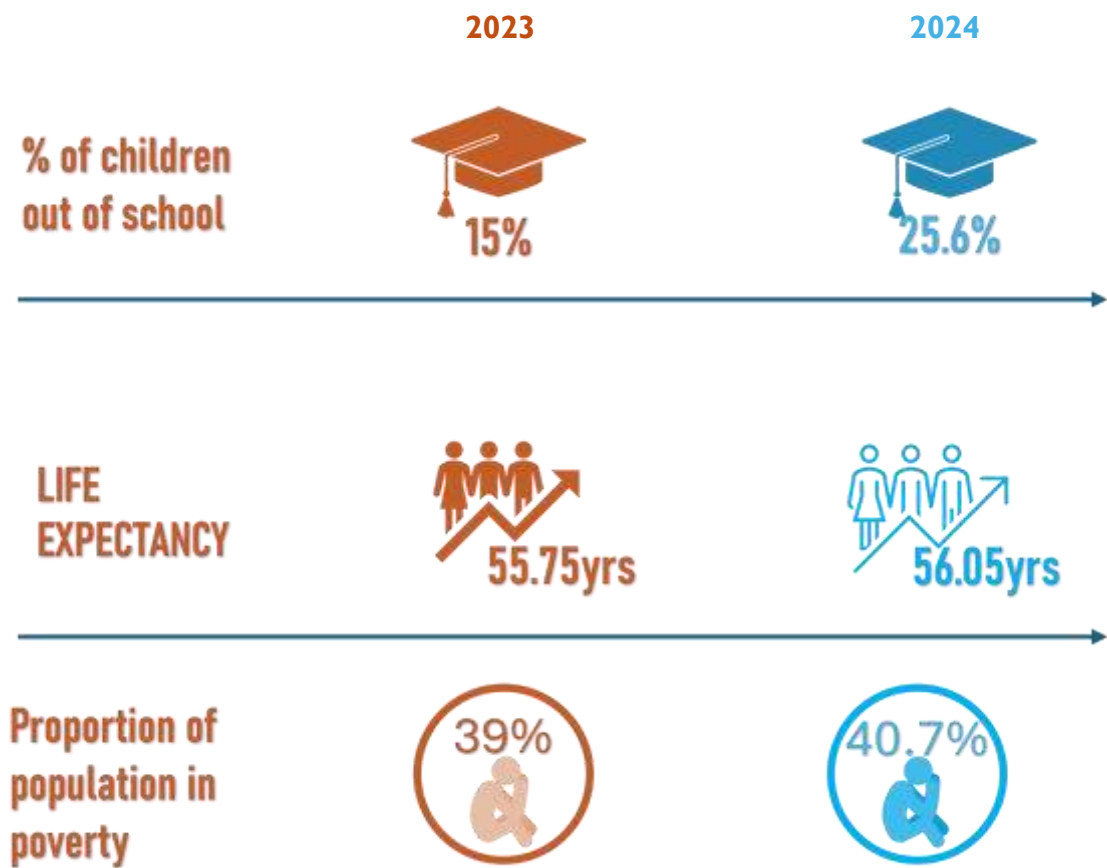 2023 2024
% of children
out of school
15% 25.6%
LIFE
EXPECTANCY
55.75yrs 56.05yrs
Proportion of
population in
poverty
39% 40.7%